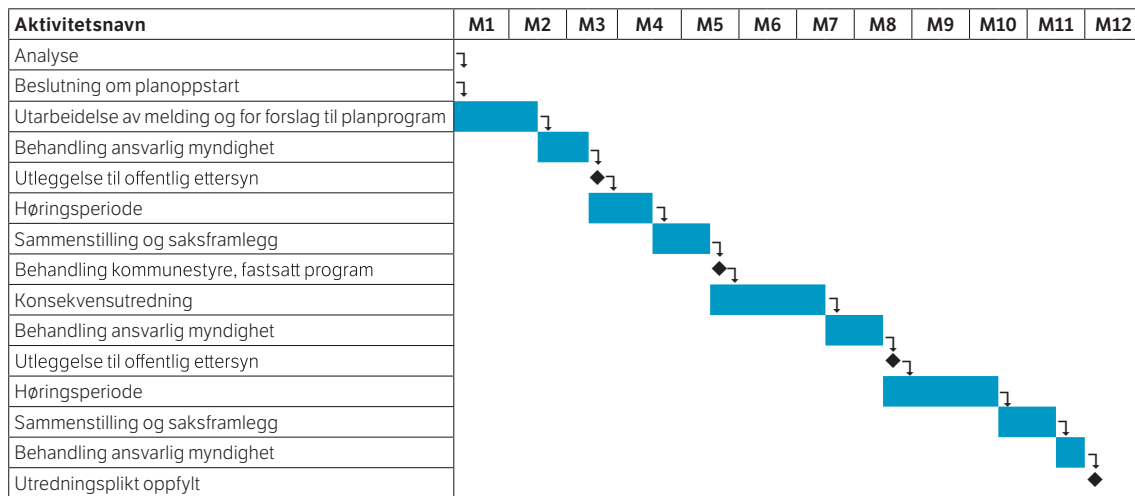 Aktivitetsnavn M1 M2 M3 M4 M5 M6 M7 M8 M9 M10 M11 M12
Analyse
Beslutning om planoppstart
Utarbeidelse av melding og for forslag til planprogram
Behandling ansvarlig myndighet
Utleggelse til offentlig ettersyn
Høringsperiode
Sammenstilling og saksframlegg
Behandling kommunestyre, fastsatt program
Konsekvensutredning
Behandling ansvarlig myndighet
Utleggelse til offentlig ettersyn
Høringsperiode
Sammenstilling og saksframlegg
Behandling ansvarlig myndighet
Utredningsplikt oppfylt